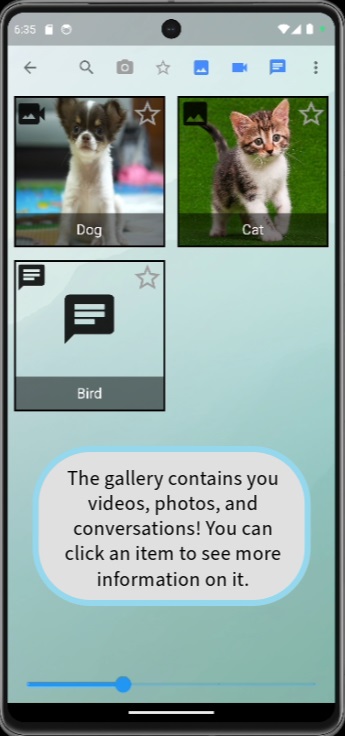 6:35
Dog
Cat
Bird
The gallery contains you
videos, photos, and
conversations! You can
click an item to see more
information on it.